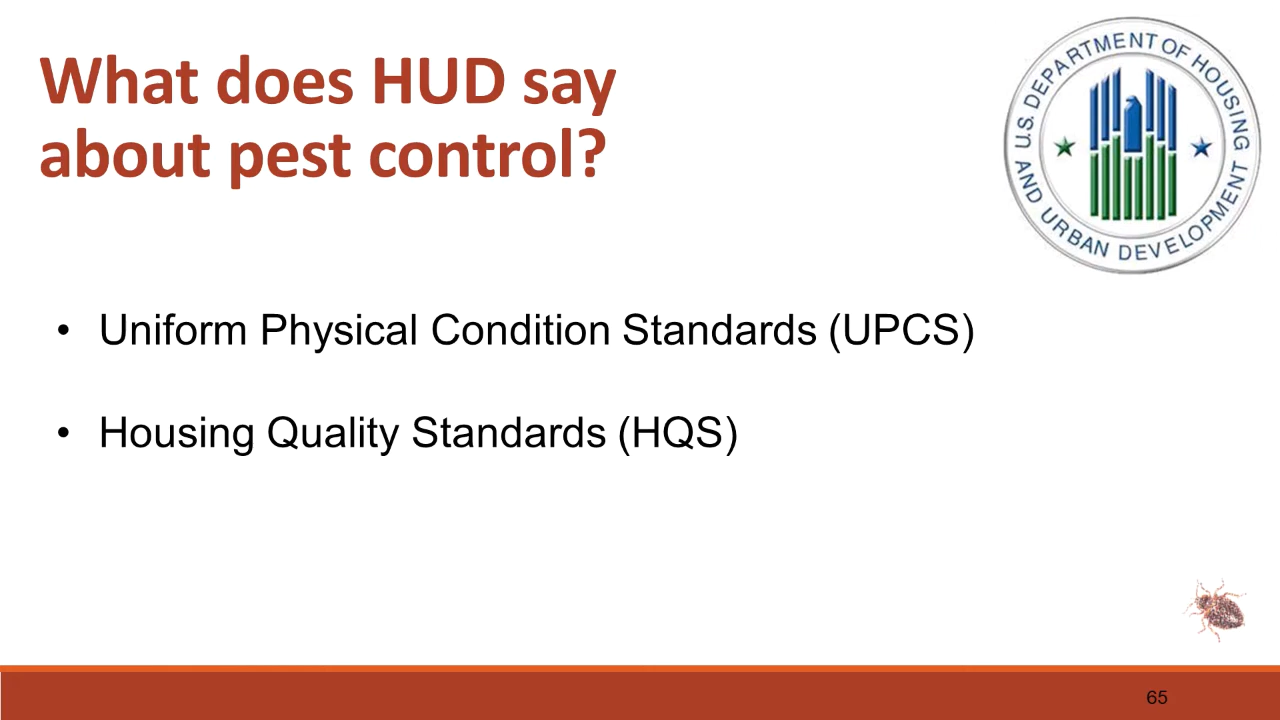 What does HUD say
about pest control?
U.S. DEPARTMENT OF HOUSING
AND URBAN DEVELOPMENT
• Uniform Physical Condition Standards (UPCS)
• Housing Quality Standards (HQS)
65